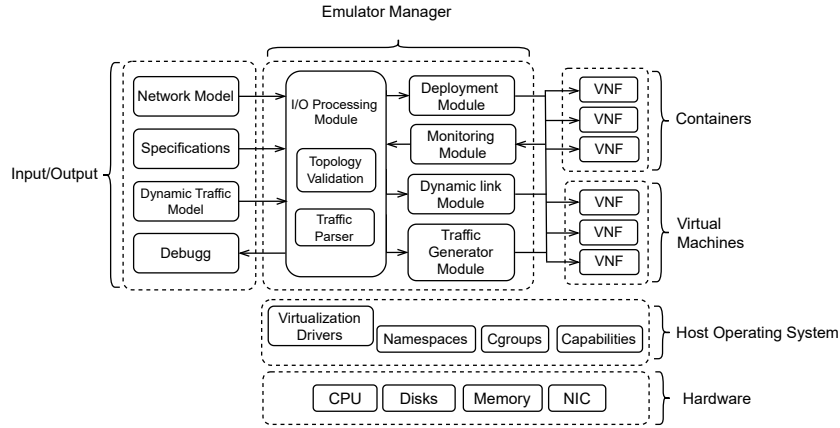 Emulator Manager
Input/Output
Network Model
Specifications
Dynamic Traffic
Model
Debugg
I/O Processing
Module
Topology
Validation
Traffic
Parser
Deployment
Module
Monitoring
Module
Dynamic link
Module
Traffic
Generator
Module
VNF
VNF
VNF
Containers
VNF
VNF
VNF
Virtual
Machines
Virtualization
Drivers
Namespaces
Cgroups
Capabilities
Host Operating System
CPU
Disks
Memory
NIC
Hardware